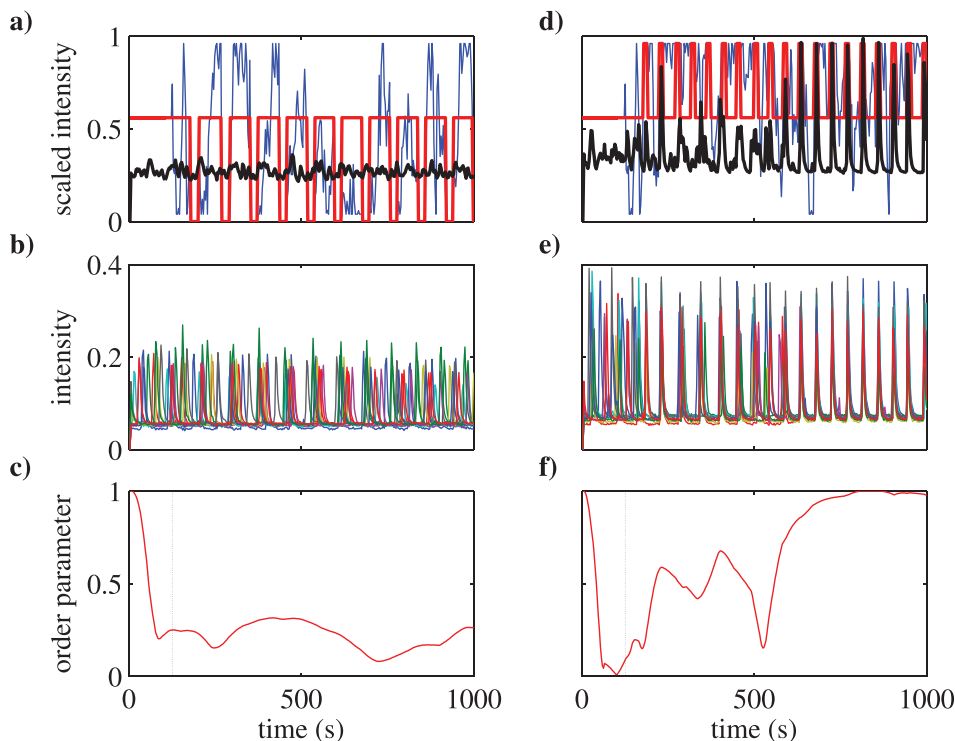 a)
1
0.5
0
scaled intensity
b)
0.4
0.2
0
intensity
c)
1
0.5
0
order parameter
0
500
1000
time (s)
d)
e)
f)
0
500
1000
time (s)